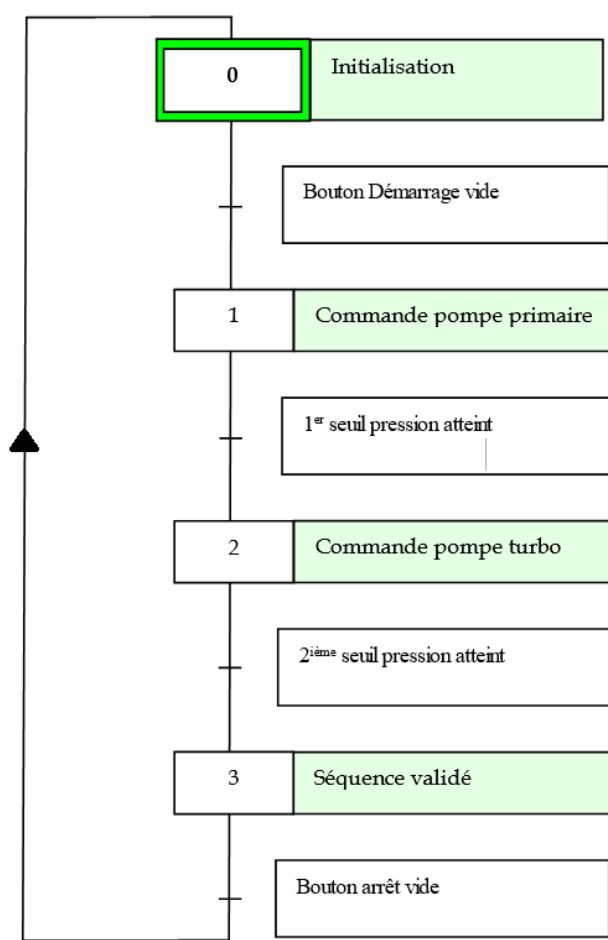 0
Initialisation
Bouton Démarrage vide
1
Commande pompe primaire
1er seuil pression atteint
2
Commande pompe turbo
2ième seuil pression atteint
3
Séquence validé
Bouton arrêt vide